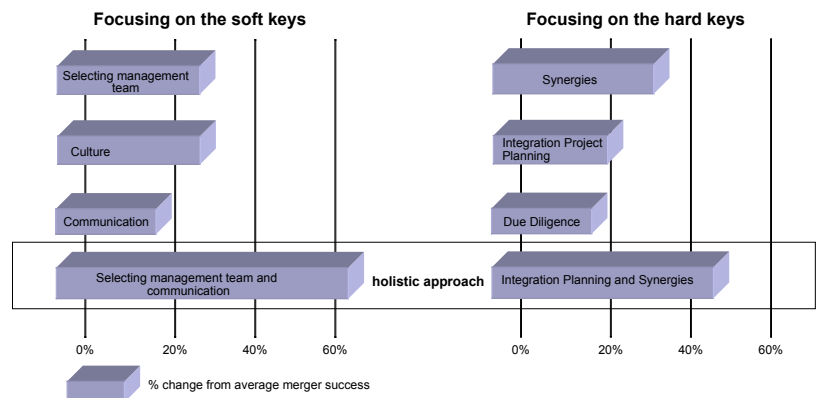 Focusing on the soft keys
Selecting management
team
Culture
Communication
Selecting management team and
communication
0%
20%
40%
60%
holistic approach
Focusing on the hard keys
Synergies
Integration Project
Planning
Due Diligence
Integration Planning and Synergies
0%
20%
40%
60%
% change from average merger success